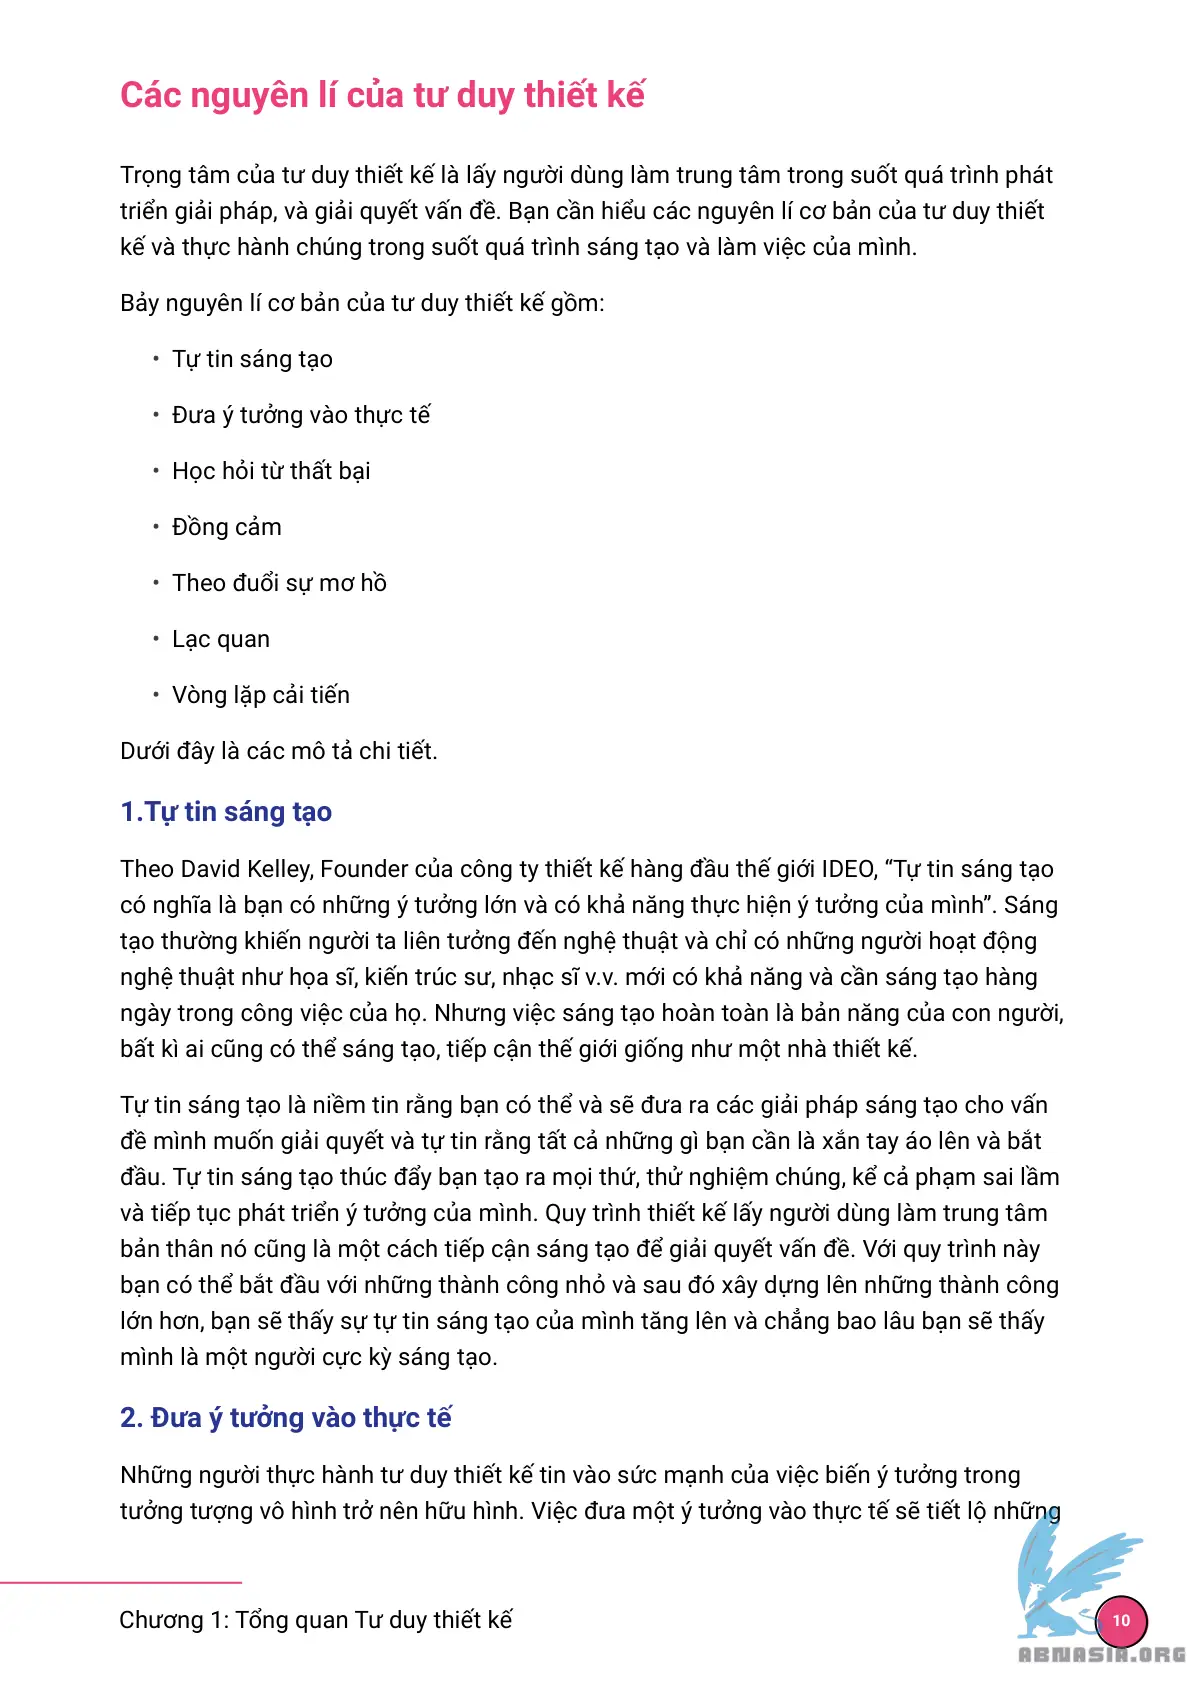 Các nguyên lí của tư duy thiết kế
Trọng tâm của tư duy thiết kế là lấy người dùng làm trung tâm trong suốt quá trình phát
triển giải pháp, và giải quyết vấn đề. Bạn cần hiểu các nguyên lí cơ bản của tư duy thiết
kế và thực hành chúng trong suốt quá trình sáng tạo và làm việc của mình.
Bảy nguyên lí cơ bản của tư duy thiết kế gồm:
• Tự tin sáng tạo
• Đưa ý tưởng vào thực tế
• Học hỏi từ thất bại
• Đồng cảm
• Theo đuổi sự mơ hồ
• Lạc quan
• Vòng lặp cải tiến
Dưới đây là các mô tả chi tiết.
1.Tự tin sáng tạo
Theo David Kelley, Founder của công ty thiết kế hàng đầu thế giới IDEO, “Tự tin sáng tạo
có nghĩa là bạn có những ý tưởng lớn và có khả năng thực hiện ý tưởng của mình”. Sáng
tạo thường khiến người ta liên tưởng đến nghệ thuật và chỉ có những người hoạt động
nghệ thuật như họa sĩ, kiến trúc sư, nhạc sĩ v.v. mới có khả năng và cần sáng tạo hàng
ngày trong công việc của họ. Nhưng việc sáng tạo hoàn toàn là bản năng của con người,
bất kì ai cũng có thể sáng tạo, tiếp cận thế giới giống như một nhà thiết kế.
Tự tin sáng tạo là niềm tin rằng bạn có thể và sẽ đưa ra các giải pháp sáng tạo cho vấn
đề mình muốn giải quyết và tự tin rằng tất cả những gì bạn cần là xắn tay áo lên và bắt
đầu. Tự tin sáng tạo thúc đẩy bạn tạo ra mọi thứ, thử nghiệm chúng, kể cả phạm sai lầm
và tiếp tục phát triển ý tưởng của mình. Quy trình thiết kế lấy người dùng làm trung tâm
bản thân nó cũng là một cách tiếp cận sáng tạo để giải quyết vấn đề. Với quy trình này
bạn có thể bắt đầu với những thành công nhỏ và sau đó xây dựng lên những thành công
lớn hơn, bạn sẽ thấy sự tự tin sáng tạo của mình tăng lên và chẳng bao lâu bạn sẽ thấy
mình là một người cực kỳ sáng tạo.
2. Đưa ý tưởng vào thực tế
Những người thực hành tư duy thiết kế tin vào sức mạnh của việc biến ý tưởng trong
tưởng tượng vô hình trở nên hữu hình. Việc đưa một ý tưởng vào thực tế sẽ tiết lộ những
Chương 1: Tổng quan Tư duy thiết kế
10
ABNASIA.ORG